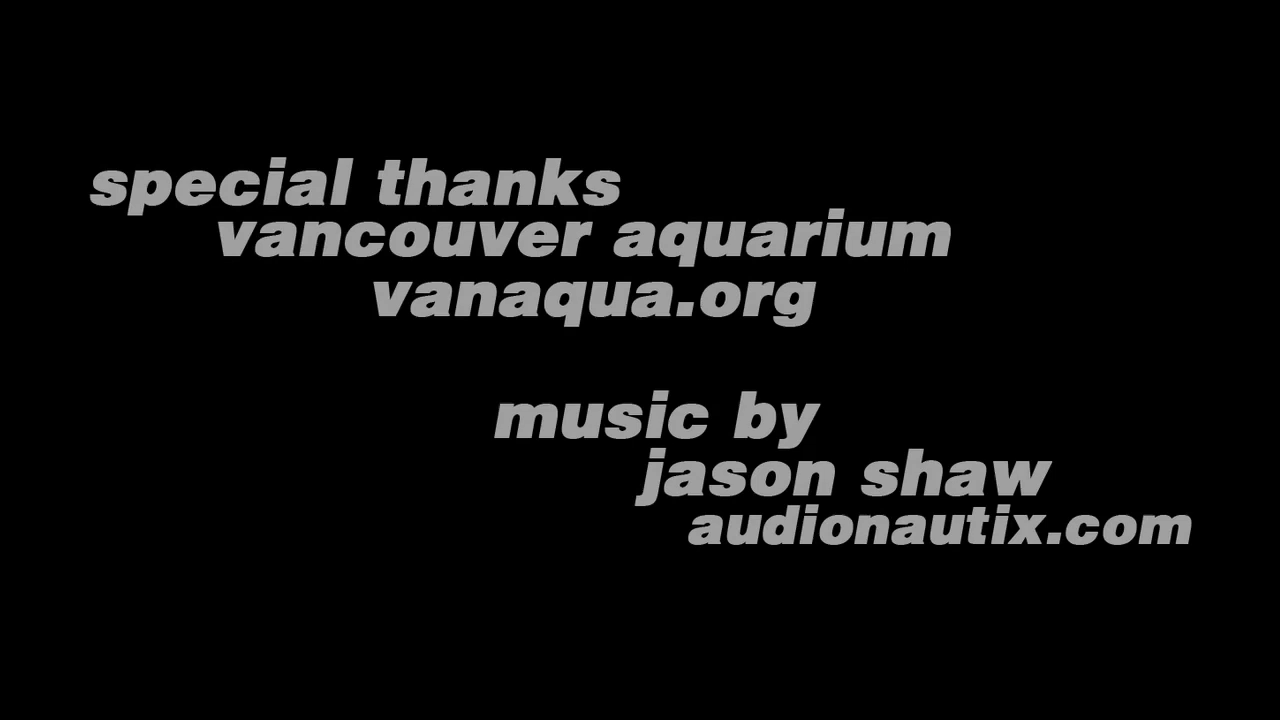 special thanks
vancouver aquarium
vanaqua.org
music by
jason shaw
audionautix.com